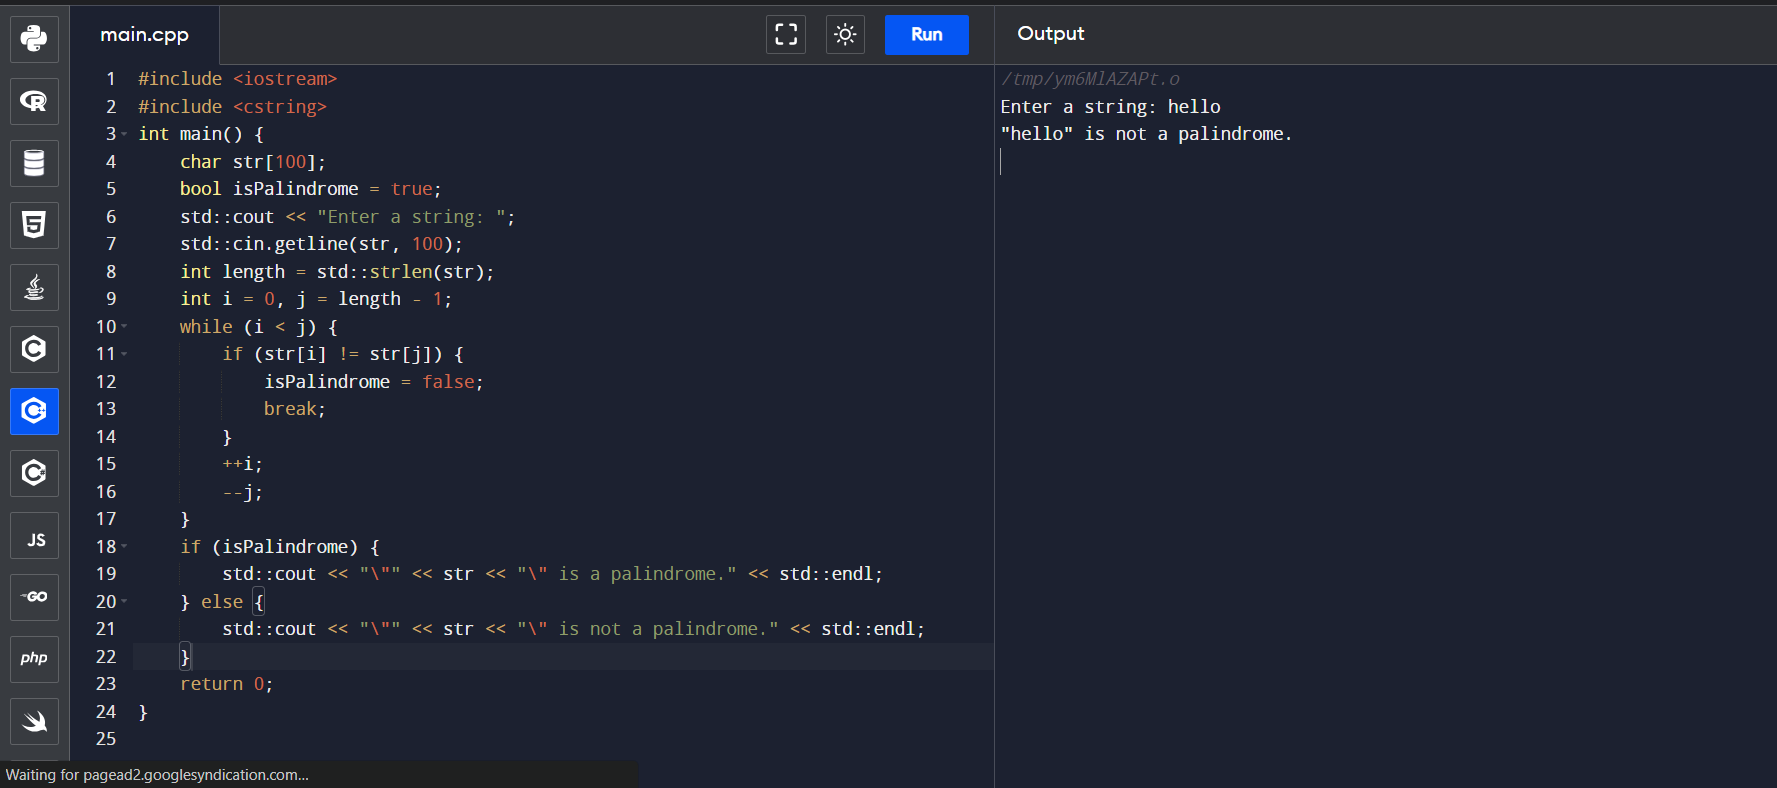 main.cpp
Run
Output
1 #include <iostream>
2 #include <cstring>
3 int main() {
4     char str[100];
5     bool isPalindrome = true;
6     std::cout << "Enter a string: ";
7     std::cin.getline(str, 100);
8     int length = std::strlen(str);
9     int i = 0, j = length - 1;
10     while (i < j) {
11         if (str[i] != str[j]) {
12             isPalindrome = false;
13             break;
14         }
15         ++i;
16         --j;
17     }
18     if (isPalindrome) {
19         std::cout << "\"" << str << "\" is a palindrome." << std::endl;
20     } else {
21         std::cout << "\"" << str << "\" is not a palindrome." << std::endl;
22     }
23     return 0;
24 }
25
/tmp/ym6MlAZAPt.o
Enter a string: hello
"hello" is not a palindrome.
R
5
C
C++
C#
JS
GO
php
Waiting for pagead2.googlesyndication.com...